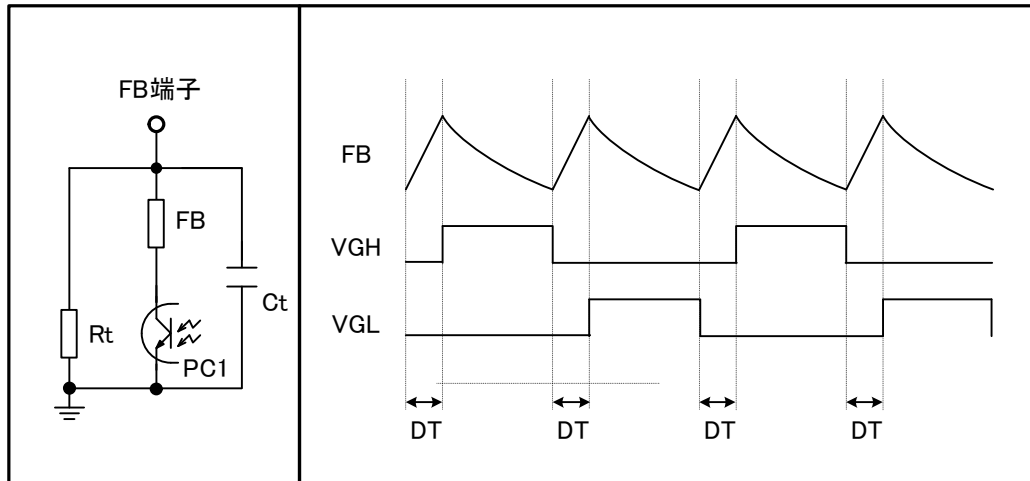 FB端子
FB
Rt
PC1
Ct
FB
VGH
VGL
DT DT DT DT